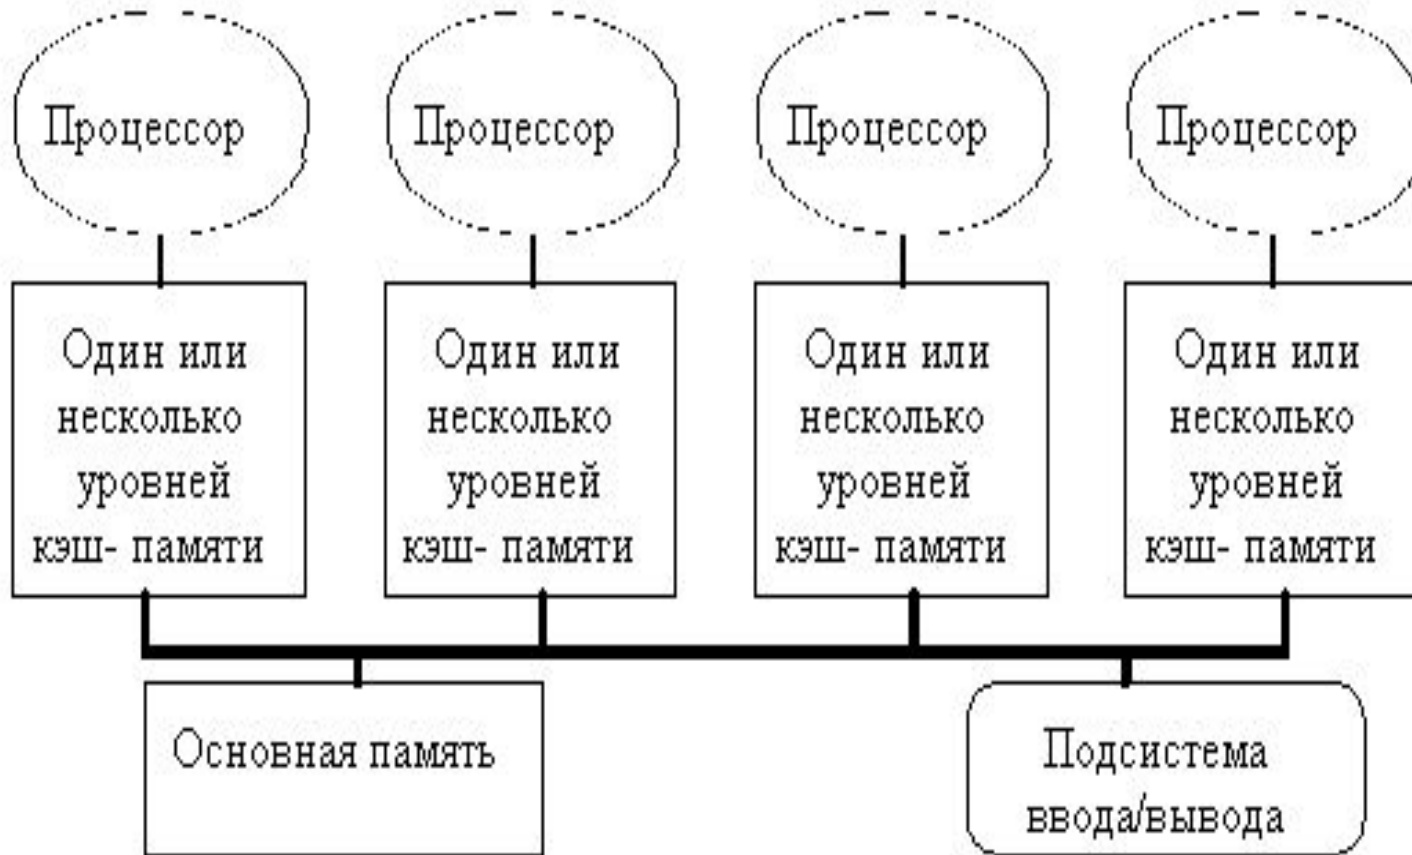 Процессор
Процессор
Процессор
Процессор
Один или
несколько
уровней
кэш- памяти
Один или
несколько
уровней
кэш- памяти
Один или
несколько
уровней
кэш- памяти
Один или
несколько
уровней
кэш- памяти
Основная память
Подсистема
ввода/вывода